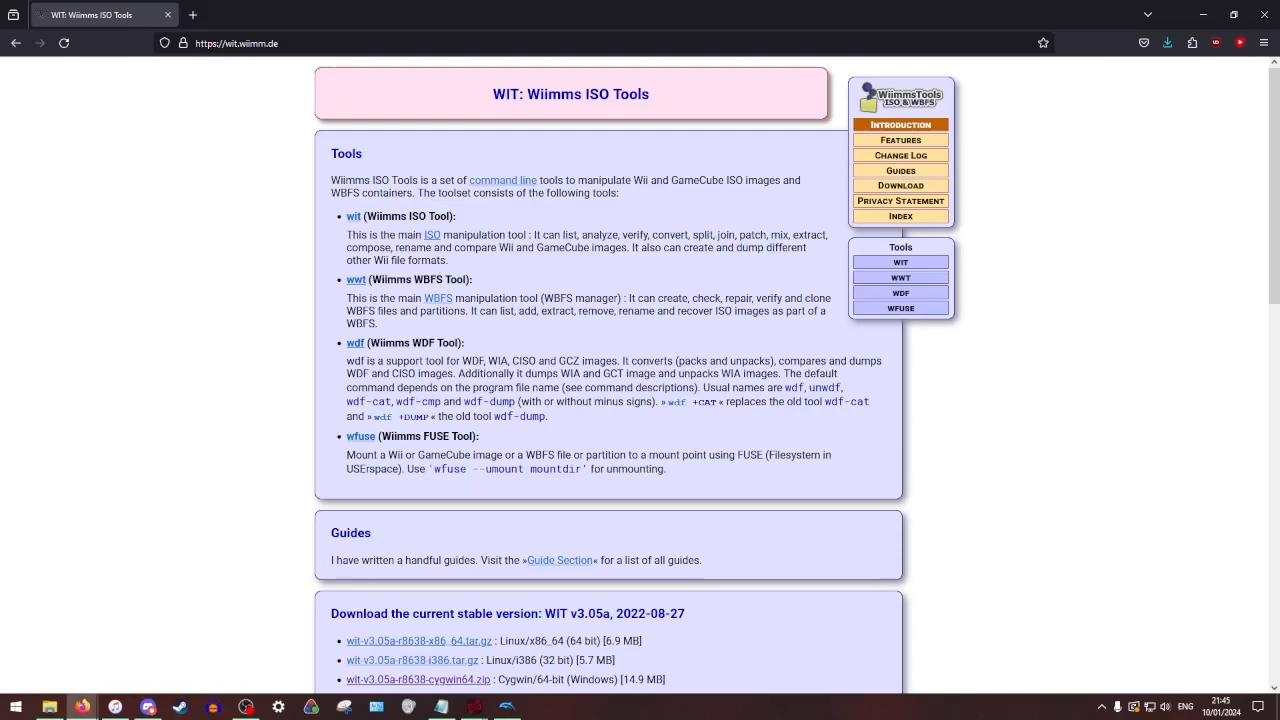 WIT: Wiimms ISO Tools
https://wit.wiimm.de
WIT: Wiimms ISO Tools
WiimmsTools
ISO & WBFS
Introduction
Features
Change Log
Guides
Download
Privacy Statement
Index
Tools
WIT
WWT
WDF
WFUSE
Tools
Wiimms ISO Tools is a set of command line tools to manipulate Wii and GameCube ISO images and
WBFS containers. The toolset consists of the following tools:
• wit (Wiimms ISO Tool):
This is the main ISO manipulation tool : It can list, analyze, verify, convert, split, join, patch, mix, extract,
compose, rename and compare Wii and GameCube images. It also can create and dump different
other Wii file formats.
• wwt (Wiimms WBFS Tool):
This is the main WBFS manipulation tool (WBFS manager) : It can create, check, repair, verify and clone
WBFS files and partitions. It can list, add, extract, remove, rename and recover ISO images as part of a
WBFS.
• wdf (Wiimms WDF Tool):
wdf is a support tool for WDF, WIA, CISO and GCZ images. It converts (packs and unpacks), compares and dumps
WDF and CISO images. Additionally it dumps WIA and GCT image and unpacks WIA images. The default
command depends on the program file name (see command descriptions). Usual names are wdf, unwdf,
wdf-cat, wdf-cmp and wdf-dump (with or without minus signs). » wdf +CAT « replaces the old tool wdf-cat
and » wdf +DUMP « the old tool wdf-dump.
• wfuse (Wiimms FUSE Tool):
Mount a Wii or GameCube image or a WBFS file or partition to a mount point using FUSE (Filesystem in
USErspace). Use 'wfuse --umount mountdir' for unmounting.
Guides
I have written a handful guides. Visit the »Guide Section« for a list of all guides.
Download the current stable version: WIT v3.05a, 2022-08-27
• wit-v3.05a-r8638-x86_64.tar.gz : Linux/x86_64 (64 bit) [6.9 MB]
• wit-v3.05a-r8638-i386.tar.gz : Linux/i386 (32 bit) [5.7 MB]
• wit-v3.05a-r8638-cygwin64.zip : Cygwin/64-bit (Windows) [14.9 MB]
21:45
10/01/2024